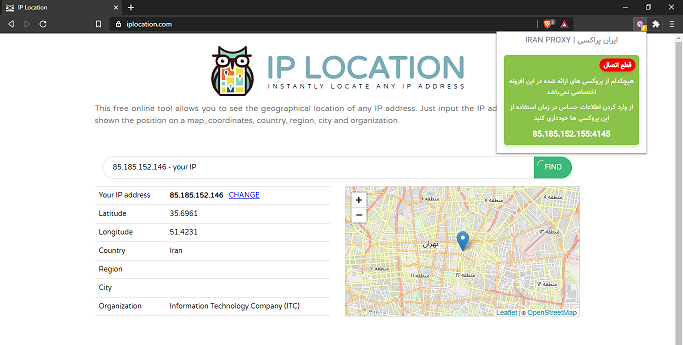 IP Location
iplocation.com
IRAN PROXY | ایران پراکسی
قطع اتصال
هیچکدام از پروکسی های ارائه شده در این افزونه
اختصاصی نمی‌باشد
از وارد کردن اطلاعات حساس در زمان استفاده از
این پروکسی ها خودداری کنید
85.185.152.155:4145
IP LOCATION
INSTANTLY LOCATE ANY IP ADDRESS
This free online tool allows you to see the geographical location of any IP address. Just input the IP ad
shown the position on a map, coordinates, country, region, city and organization.
85.185.152.146 - your IP
FIND
Your IP address 85.185.152.146 CHANGE
Latitude 35.6961
Longitude 51.4231
Country Iran
Region
City
Organization Information Technology Company (ITC)
+
−
تهران
Leaflet | © OpenStreetMap